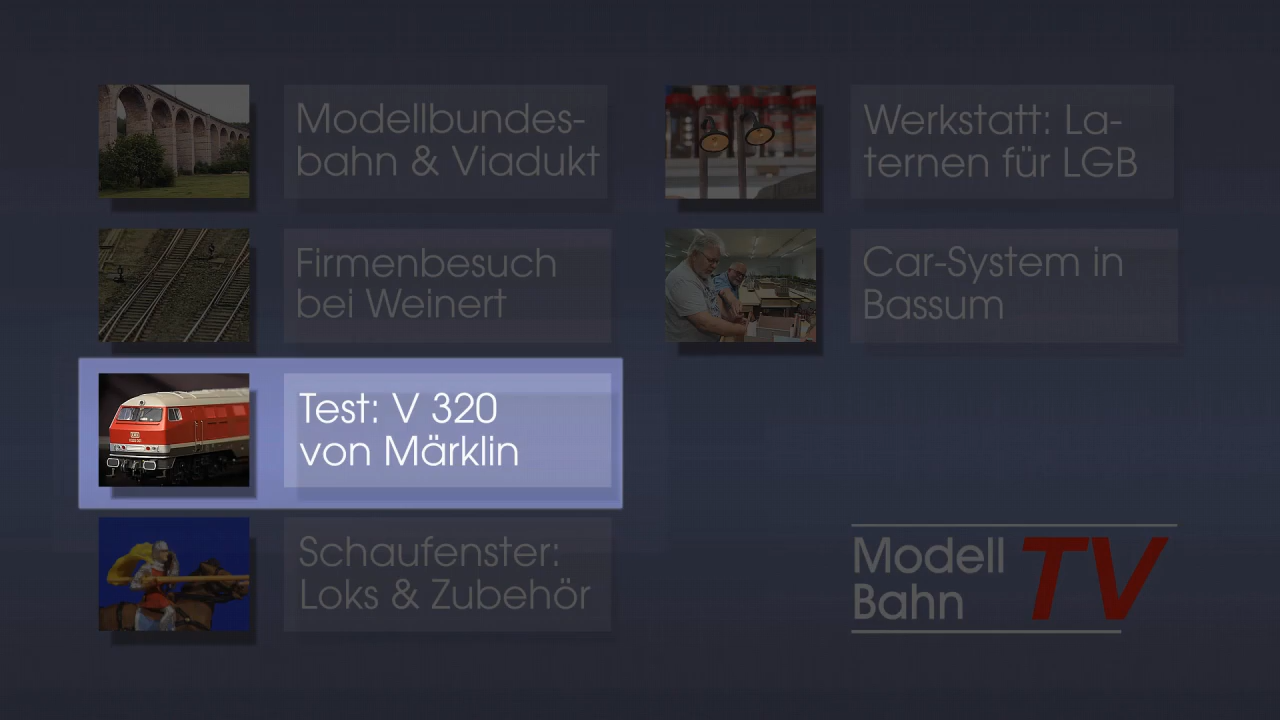 Modellbundes-
bahn & Viadukt
Firmenbesuch
bei Weinert
Test: V 320
von Märklin
Schaufenster:
Loks & Zubehör
Werkstatt: La-
ternen für LGB
Car-System in
Bassum
Modell
Bahn TV